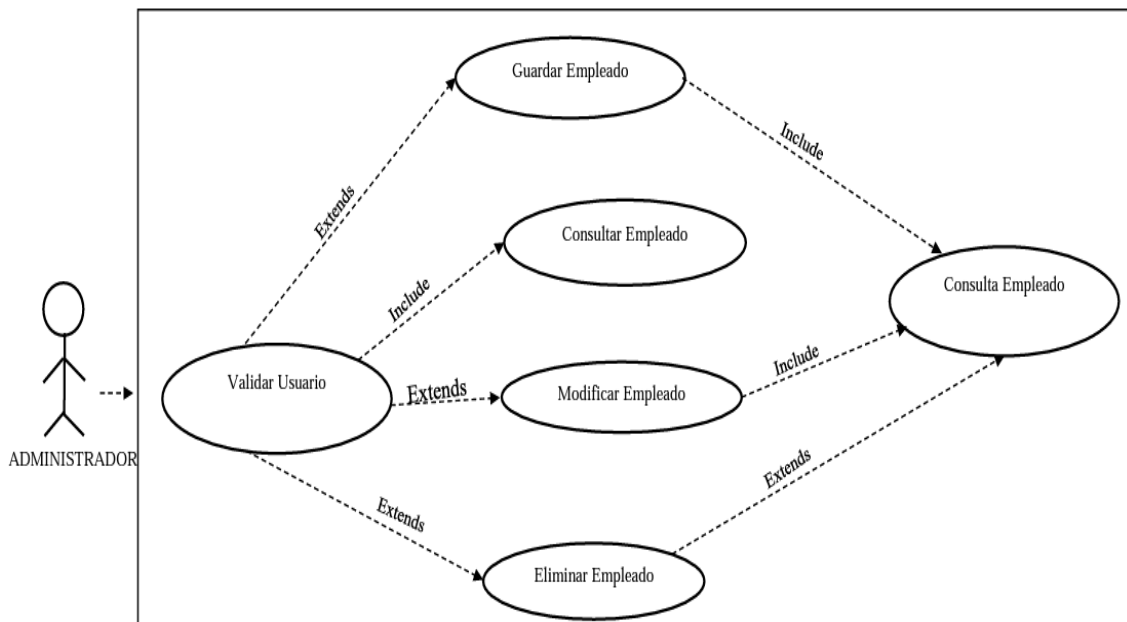 Guardar Empleado
Include
Extends
Consultar Empleado
Include
Consulta Empleado
Validar Usuario
Extends
Modificar Empleado
Include
ADMINISTRADOR
Extends
Extends
Eliminar Empleado